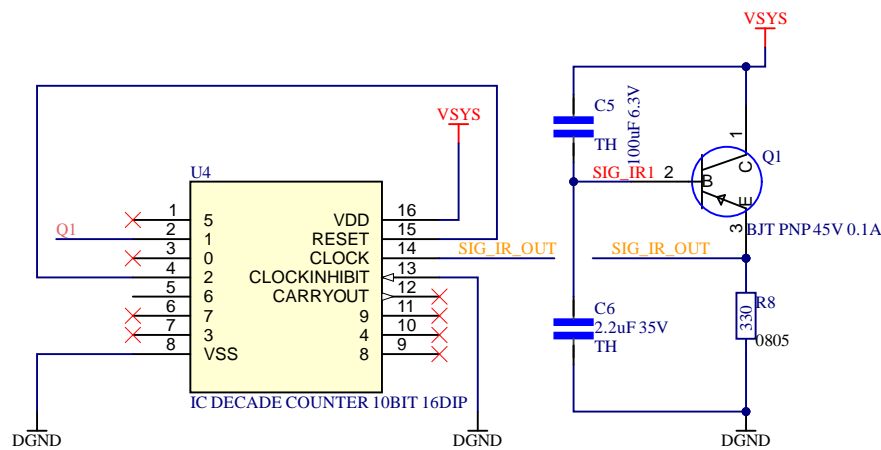 VSYS
C5
TH
100uF 6.3V
1
C
Q1
SIG_IR1
2
B
E
3
BJT PNP 45V 0.1A
VSYS
U4
1
5
VDD
16
Q1
2
1
RESET
15
3
0
CLOCK
14
SIG_IR_OUT
SIG_IR_OUT
4
2
CLOCKINHIBIT
13
5
6
CARRYOUT
12
6
7
9
11
7
3
4
10
8
VSS
8
9
C6
2.2uF 35V
TH
R8
330
0805
IC DECADE COUNTER 10BIT 16DIP
DGND
DGND
DGND